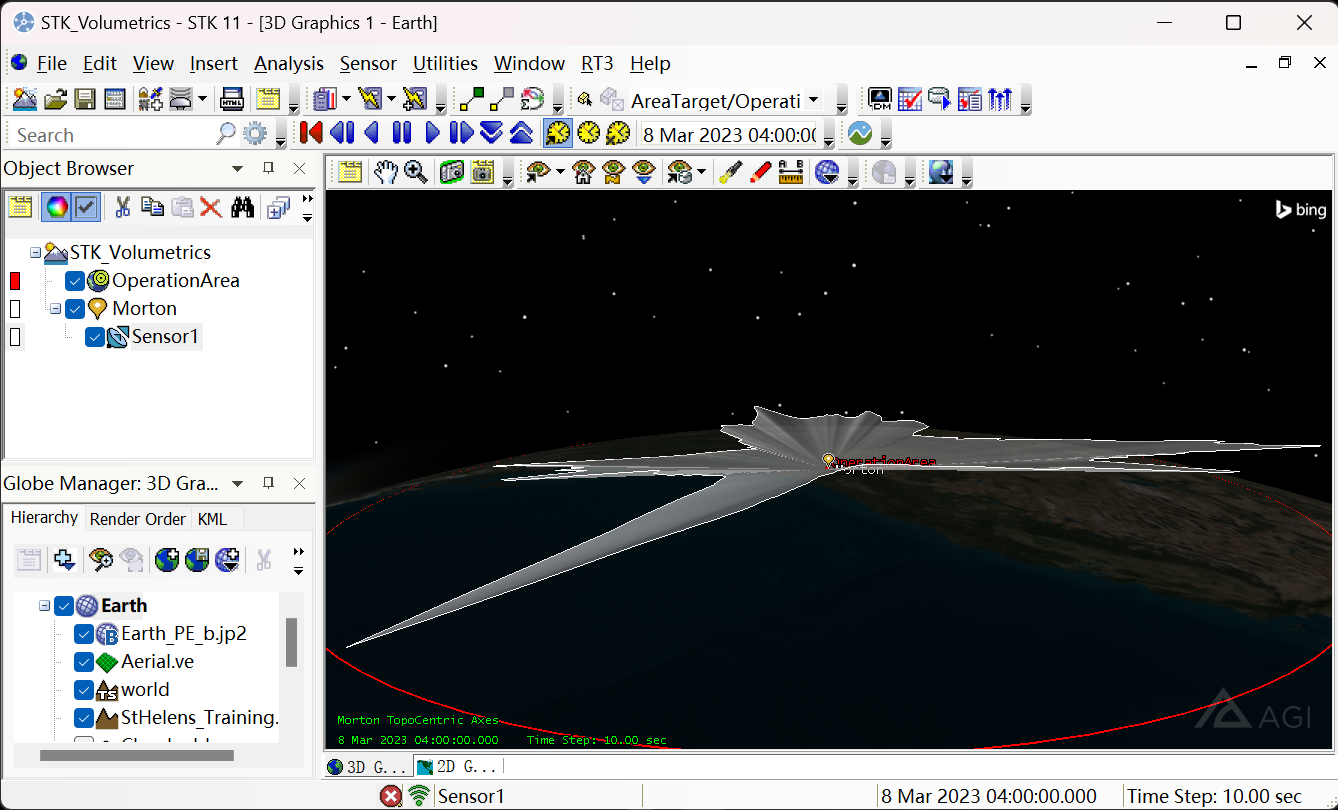 STK_Volumetrics - STK 11 - [3D Graphics 1 - Earth]
File Edit View Insert Analysis Sensor Utilities Window RT3 Help
HTML AreaTarget/Operati
Search 8 Mar 2023 04:00:00
Object Browser
bing
STK_Volumetrics
OperationArea
Morton
Sensor1
OperationArea
Morton
Globe Manager: 3D Gra...
Hierarchy Render Order KML
Earth
Earth_PE_b.jp2
Aerial.ve
world
StHelens_Training.
AGI
Morton TopoCentric Axes
8 Mar 2023 04:00:00.000 Time Step: 10.00 sec
3D G... 2D G...
Sensor1 8 Mar 2023 04:00:00.000 Time Step: 10.00 sec